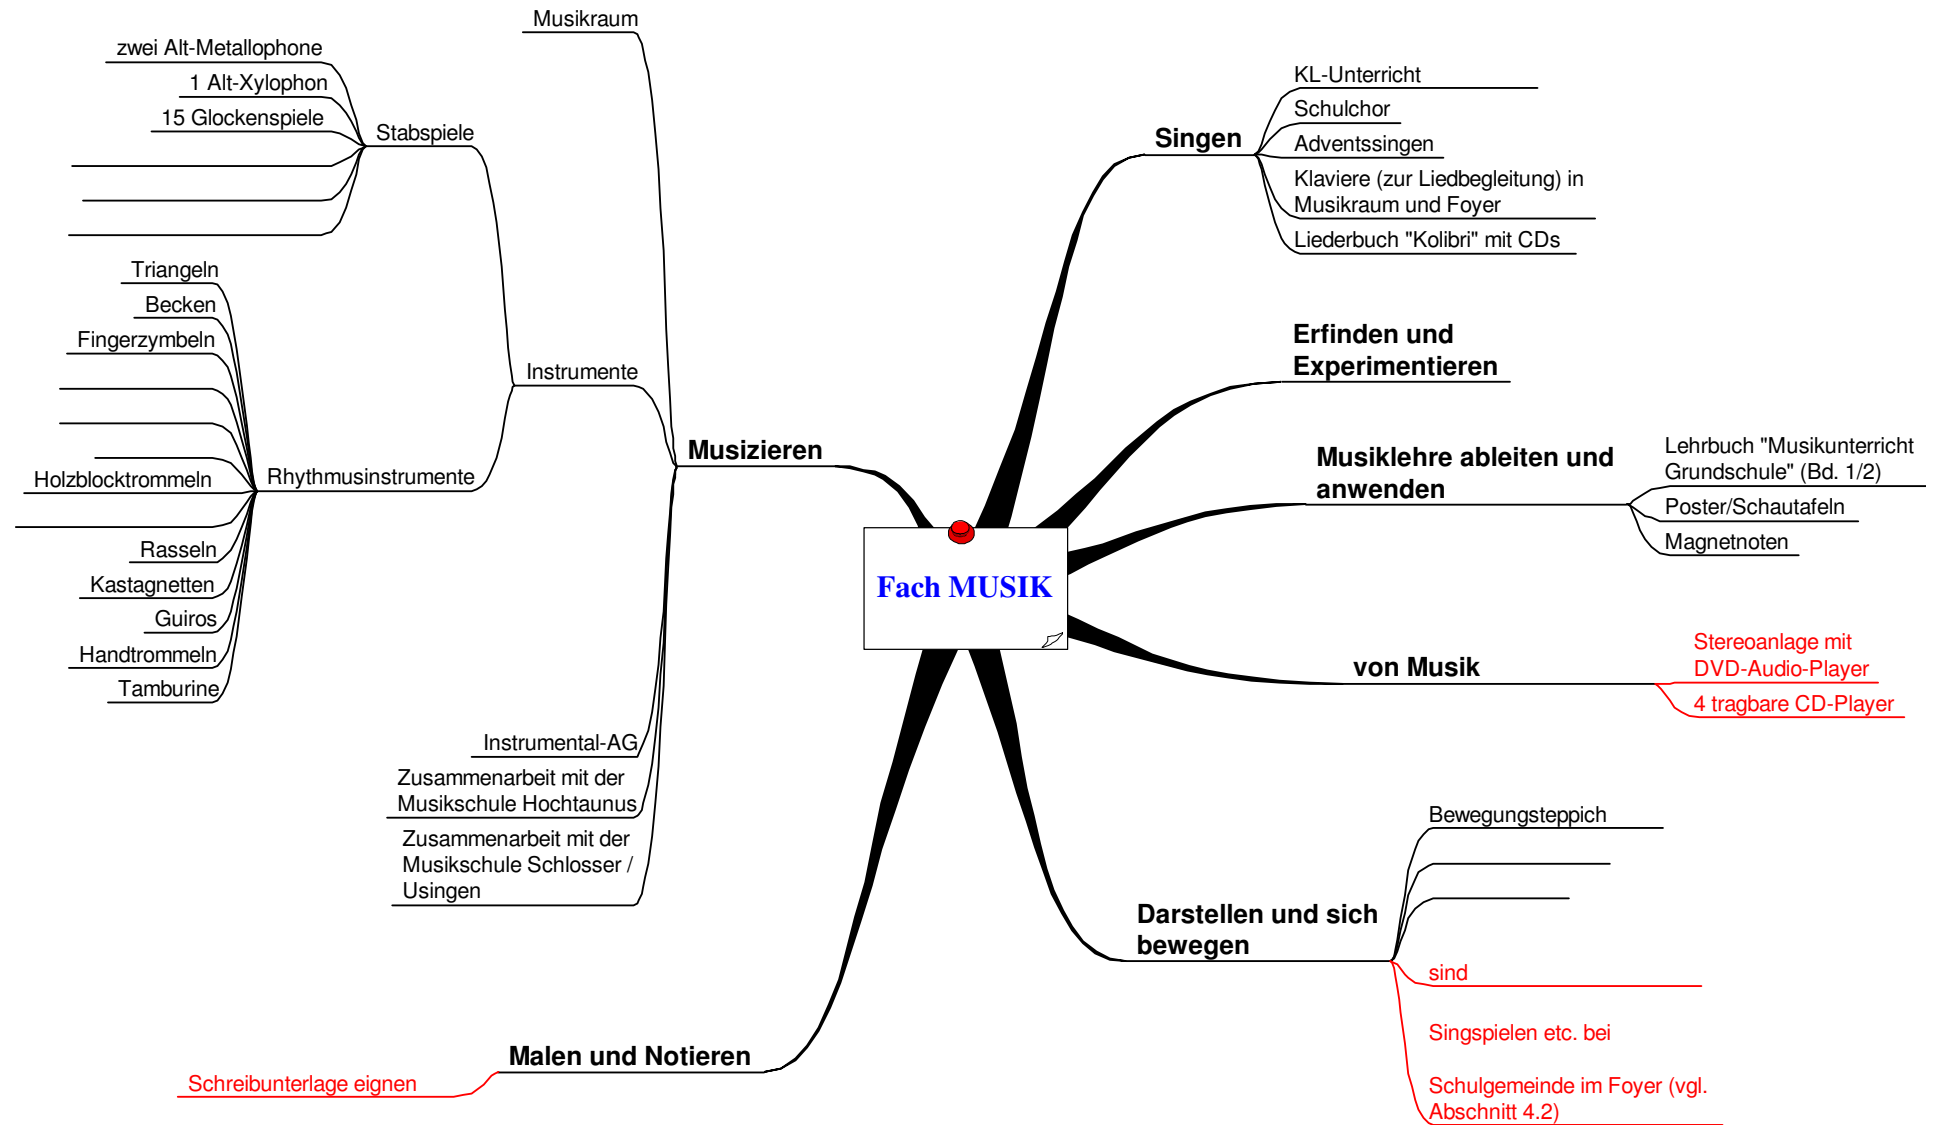 Musikraum
zwei Alt-Metallophone
1 Alt-Xylophon
15 Glockenspiele
Stabspiele
Triangeln
Becken
Fingerzymbeln
Instrumente
Holzblocktrommeln
Rhythmusinstrumente
Rasseln
Kastagnetten
Guiros
Handtrommeln
Tamburine
Musizieren
Instrumental-AG
Zusammenarbeit mit der
Musikschule Hochtaunus
Zusammenarbeit mit der
Musikschule Schlosser /
Usingen
Fach MUSIK
Singen
KL-Unterricht
Schulchor
Adventssingen
Klaviere (zur Liedbegleitung) in
Musikraum und Foyer
Liederbuch "Kolibri" mit CDs
Erfinden und
Experimentieren
Musiklehre ableiten und
anwenden
Lehrbuch "Musikunterricht
Grundschule" (Bd. 1/2)
Poster/Schautafeln
Magnetnoten
von Musik
Stereoanlage mit
DVD-Audio-Player
4 tragbare CD-Player
Darstellen und sich
bewegen
Bewegungsteppich
sind
Singspielen etc. bei
Schulgemeinde im Foyer (vgl.
Abschnitt 4.2)
Malen und Notieren
Schreibunterlage eignen